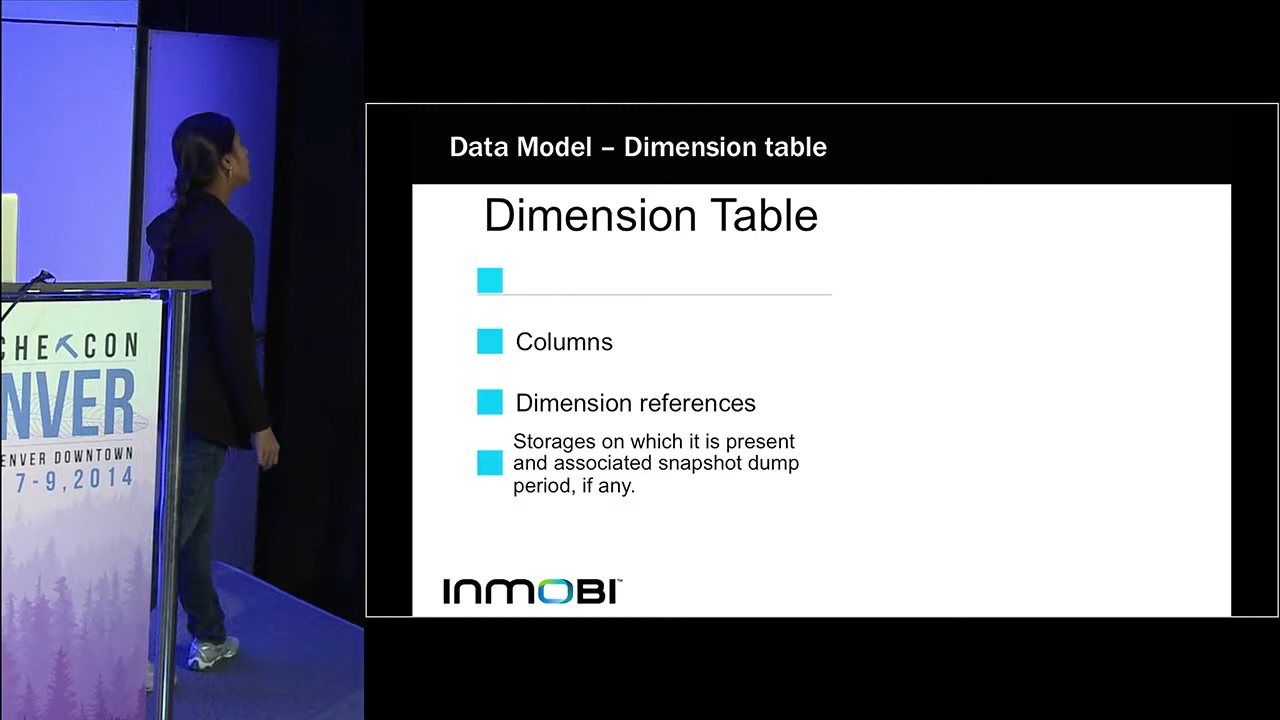 CHE CON
NVER
ENVER DOWNTOWN
7-9, 2014
Data Model – Dimension table
Dimension Table
Columns
Dimension references
Storages on which it is present
and associated snapshot dump
period, if any.
INMOBI™